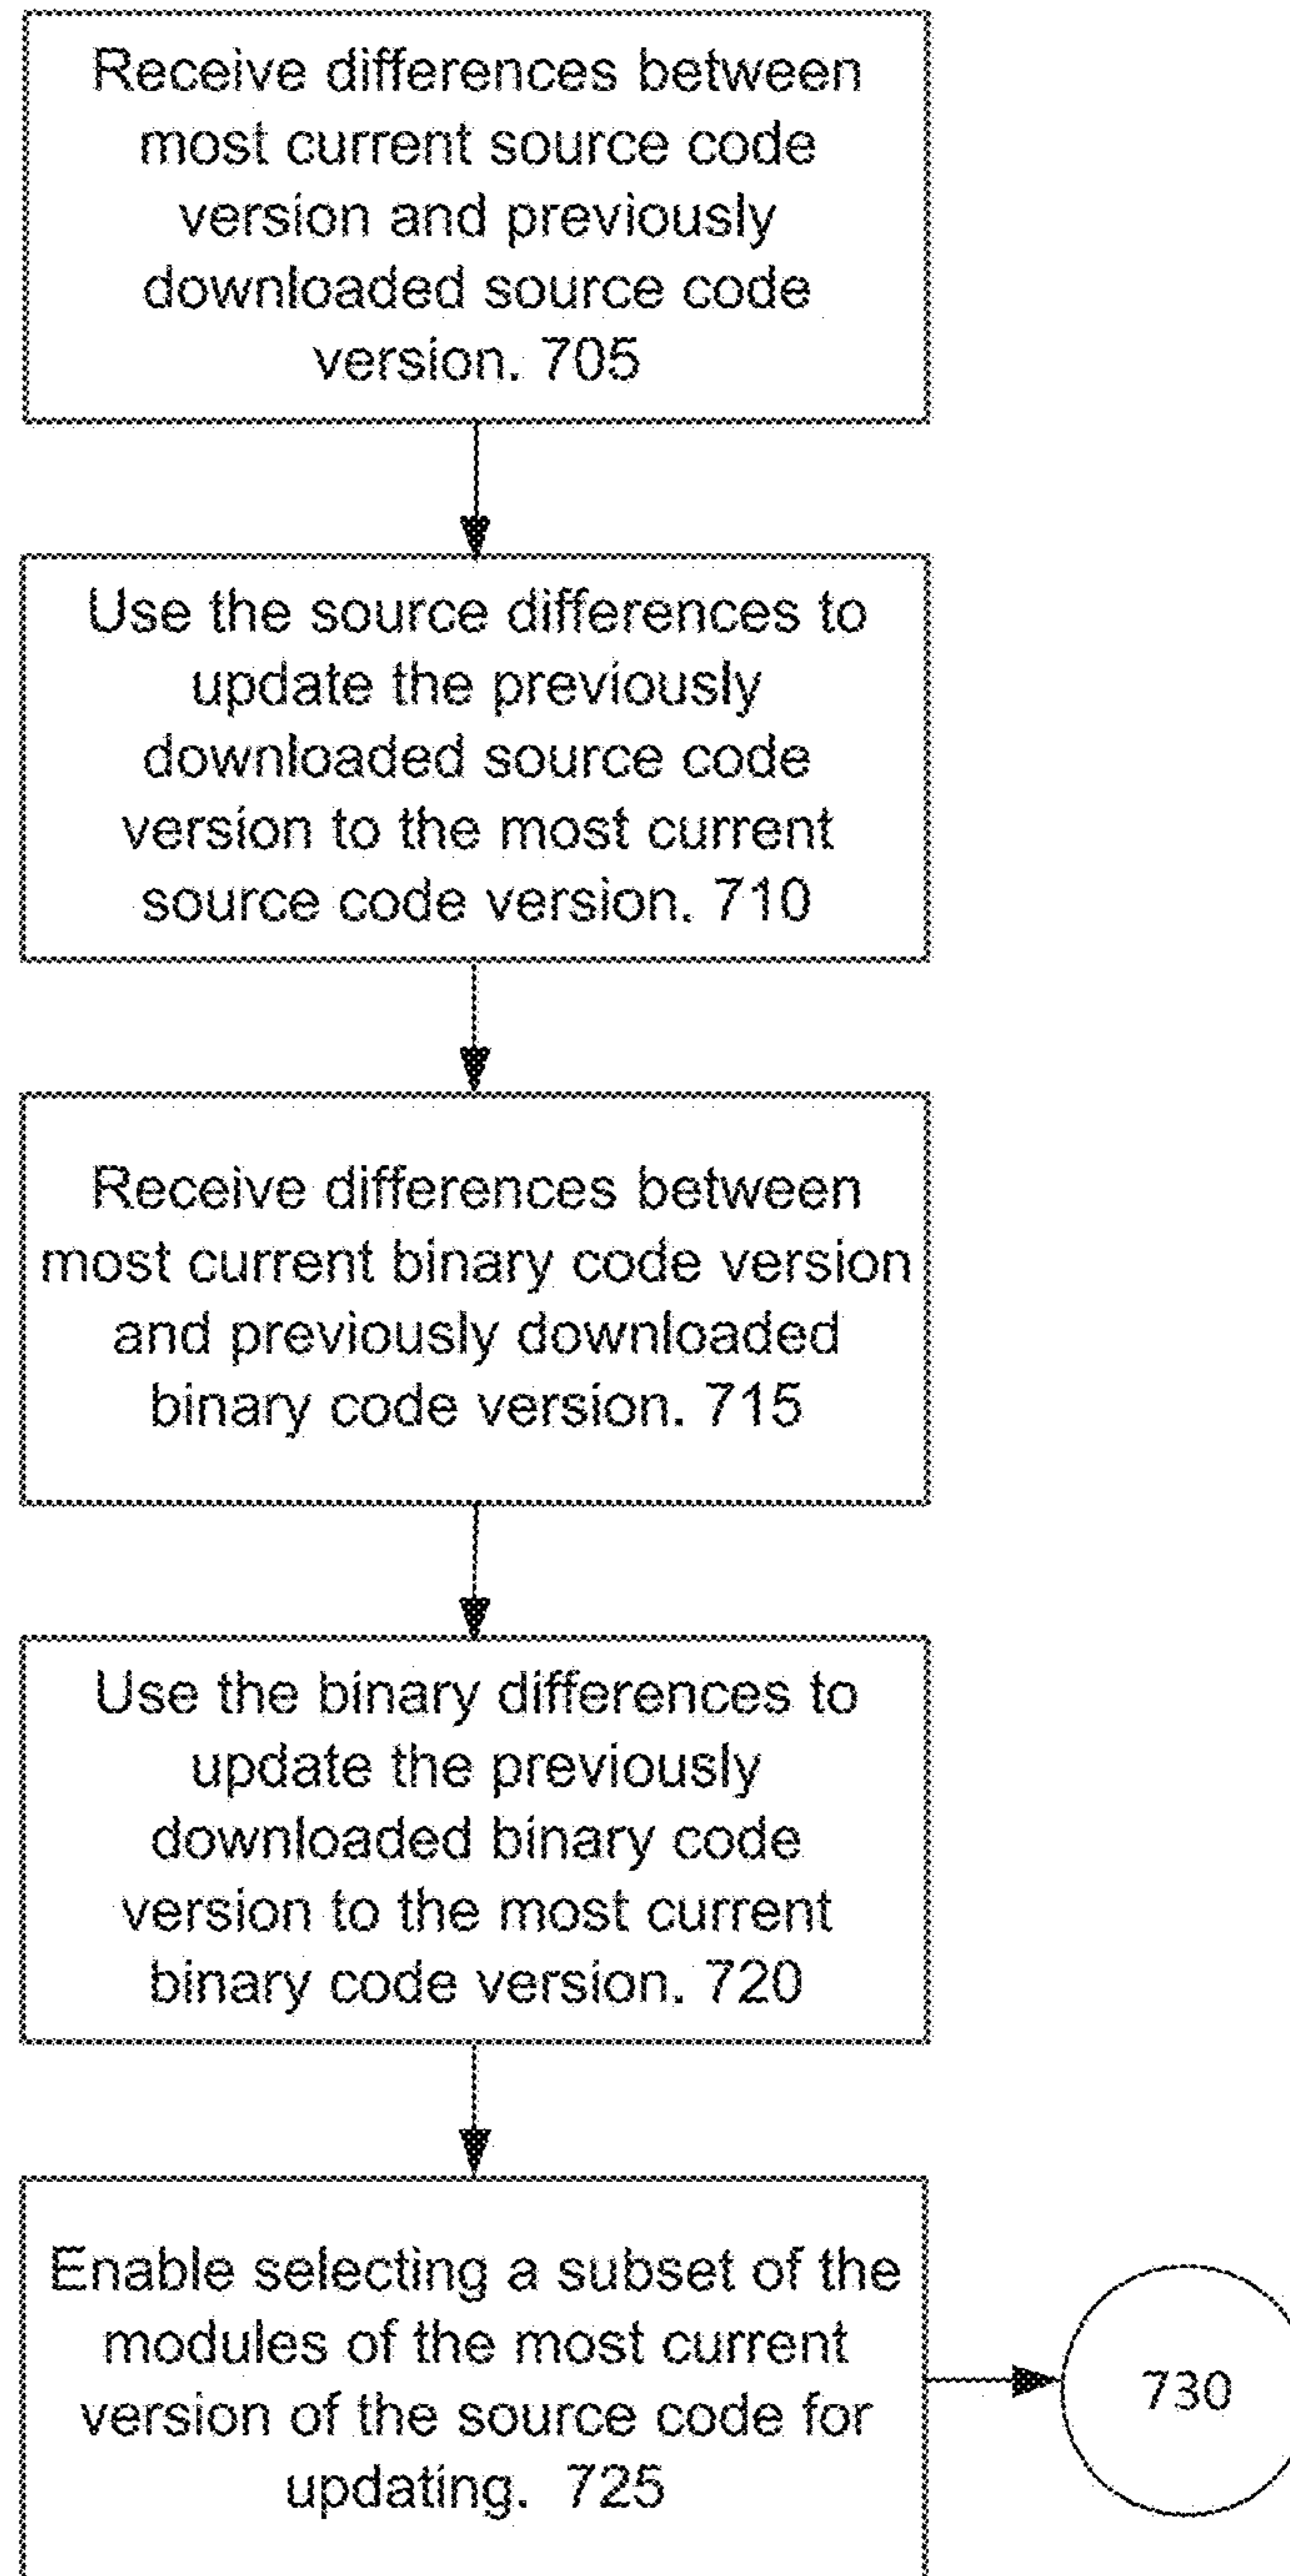 Receive differences between
most current source code
version and previously
downloaded source code
version. 705
Use the source differences to
update the previously
downloaded source code
version to the most current
source code version. 710
Receive differences between
most current binary code version
and previously downloaded
binary code version. 715
Use the binary differences to
update the previously
downloaded binary code
version to the most current
binary code version. 720
Enable selecting a subset of the
modules of the most current
version of the source code for
updating. 725
730